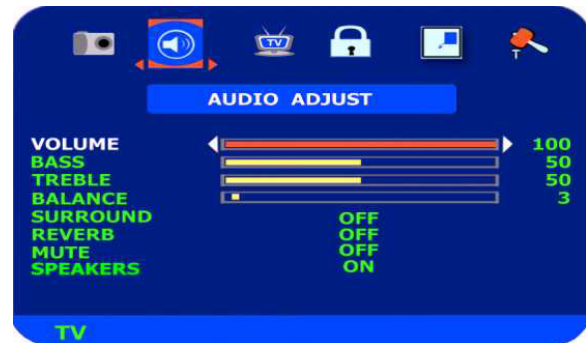 TV
AUDIO ADJUST
VOLUME 100
BASS 50
TREBLE 50
BALANCE 3
SURROUND OFF
REVERB OFF
MUTE OFF
SPEAKERS ON
TV